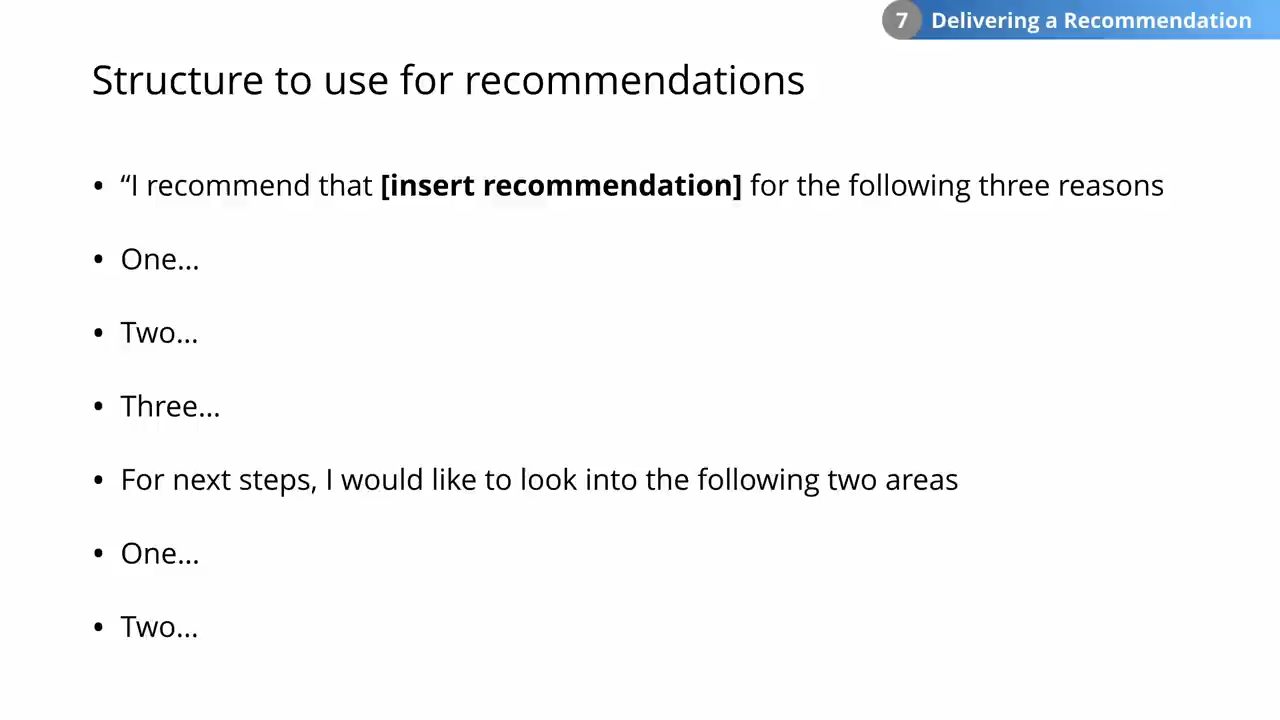 7 Delivering a Recommendation
Structure to use for recommendations
• “I recommend that [insert recommendation] for the following three reasons
• One…
• Two…
• Three…
• For next steps, I would like to look into the following two areas
• One…
• Two…